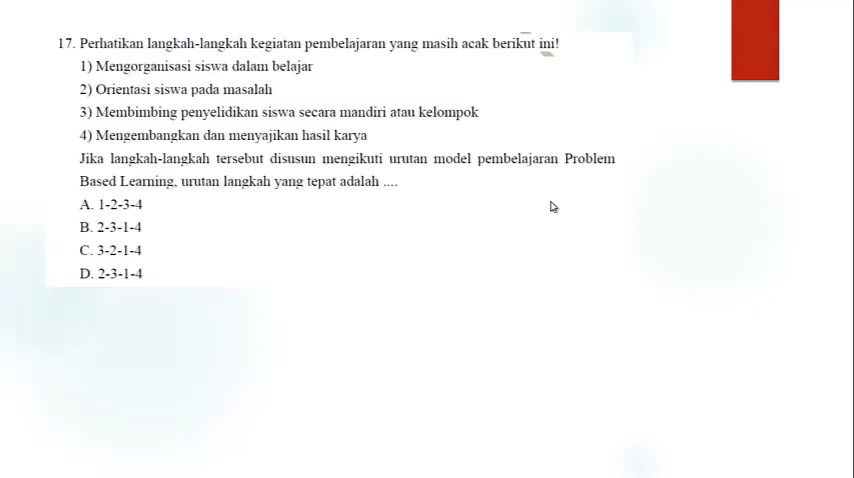 17. Perhatikan langkah-langkah kegiatan pembelajaran yang masih acak berikut ini!
1) Mengorganisasi siswa dalam belajar
2) Orientasi siswa pada masalah
3) Membimbing penyelidikan siswa secara mandiri atau kelompok
4) Mengembangkan dan menyajikan hasil karya
Jika langkah-langkah tersebut disusun mengikuti urutan model pembelajaran Problem
Based Learning, urutan langkah yang tepat adalah ....
A. 1-2-3-4
B. 2-3-1-4
C. 3-2-1-4
D. 2-3-1-4